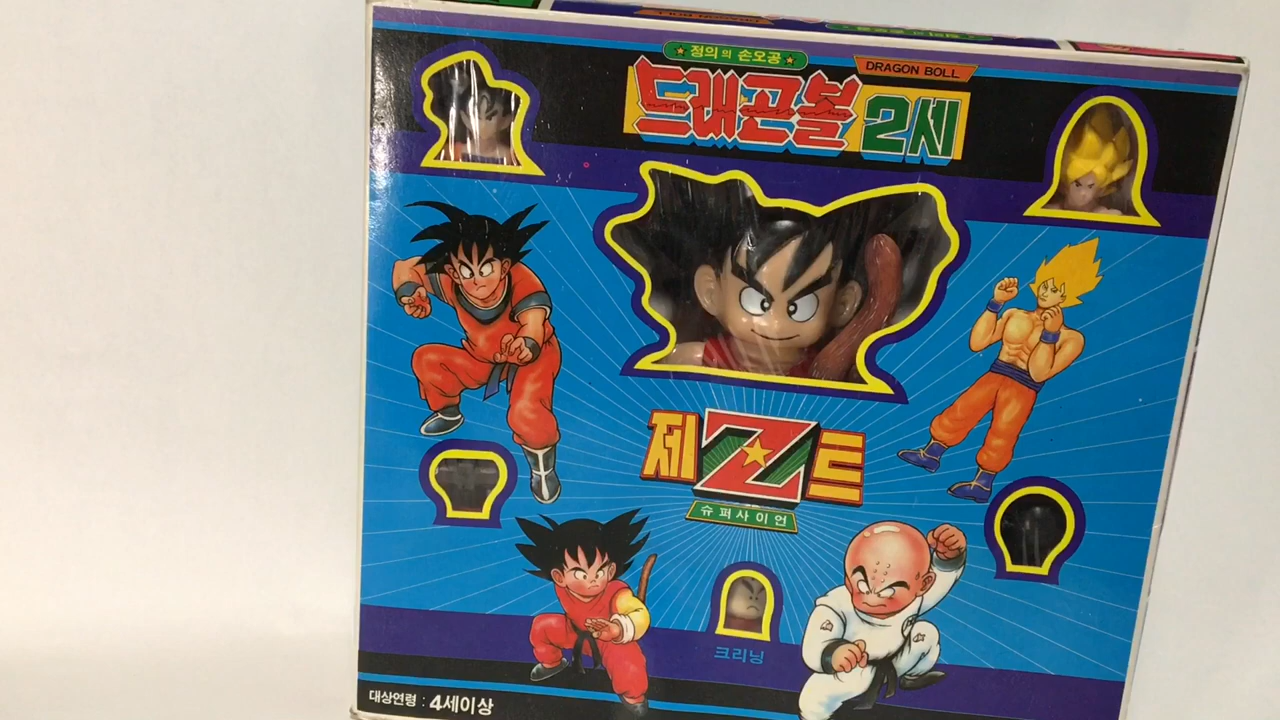 정의의 손오공
DRAGON BOLL
드래곤볼 2세
제Z트
슈퍼사이언
크리닝
대상연령 : 4세이상